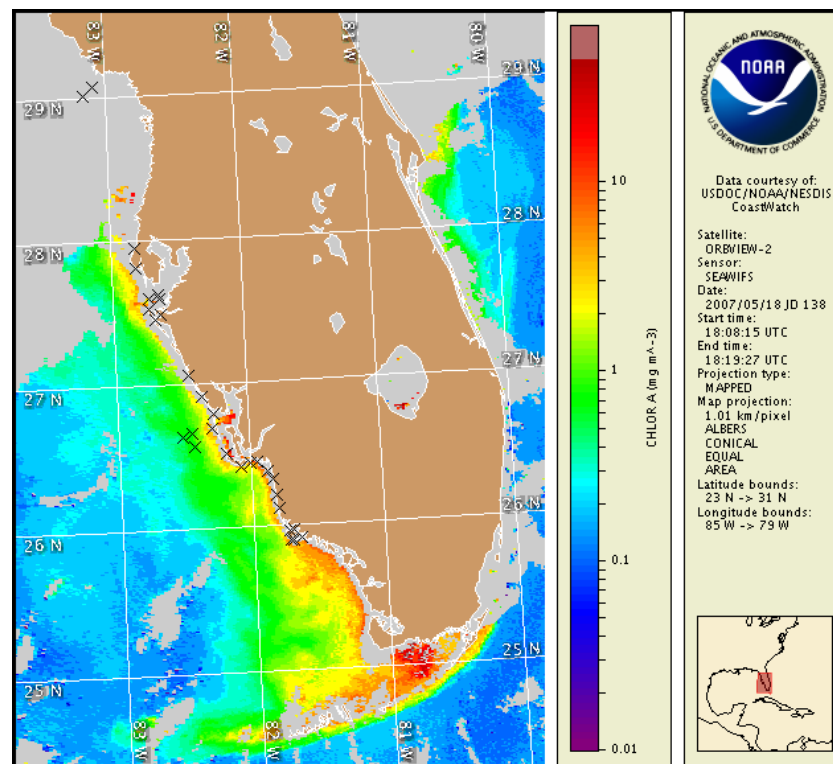 83 W
82 W
81 W
80 W
29 N
29 N
28 N
28 N
27 N
27 N
26 N
26 N
25 N
25 N
83 W
82 W
81 W
CHLOR A (mg m^-3)
10
1
0.1
0.01
NATIONAL OCEANIC AND ATMOSPHERIC ADMINISTRATION
NOAA
U.S. DEPARTMENT OF COMMERCE
Data courtesy of:
USDOC/NOAA/NESDIS
CoastWatch
Satellite:
ORBVIEW-2
Sensor:
SEAWIFS
Date:
2007/05/18 JD 138
Start time:
18:08:15 UTC
End time:
18:19:27 UTC
Projection type:
MAPPED
Map projection:
1.01 km/pixel
ALBERS
CONICAL
EQUAL
AREA
Latitude bounds:
23 N -> 31 N
Longitude bounds:
85 W -> 79 W